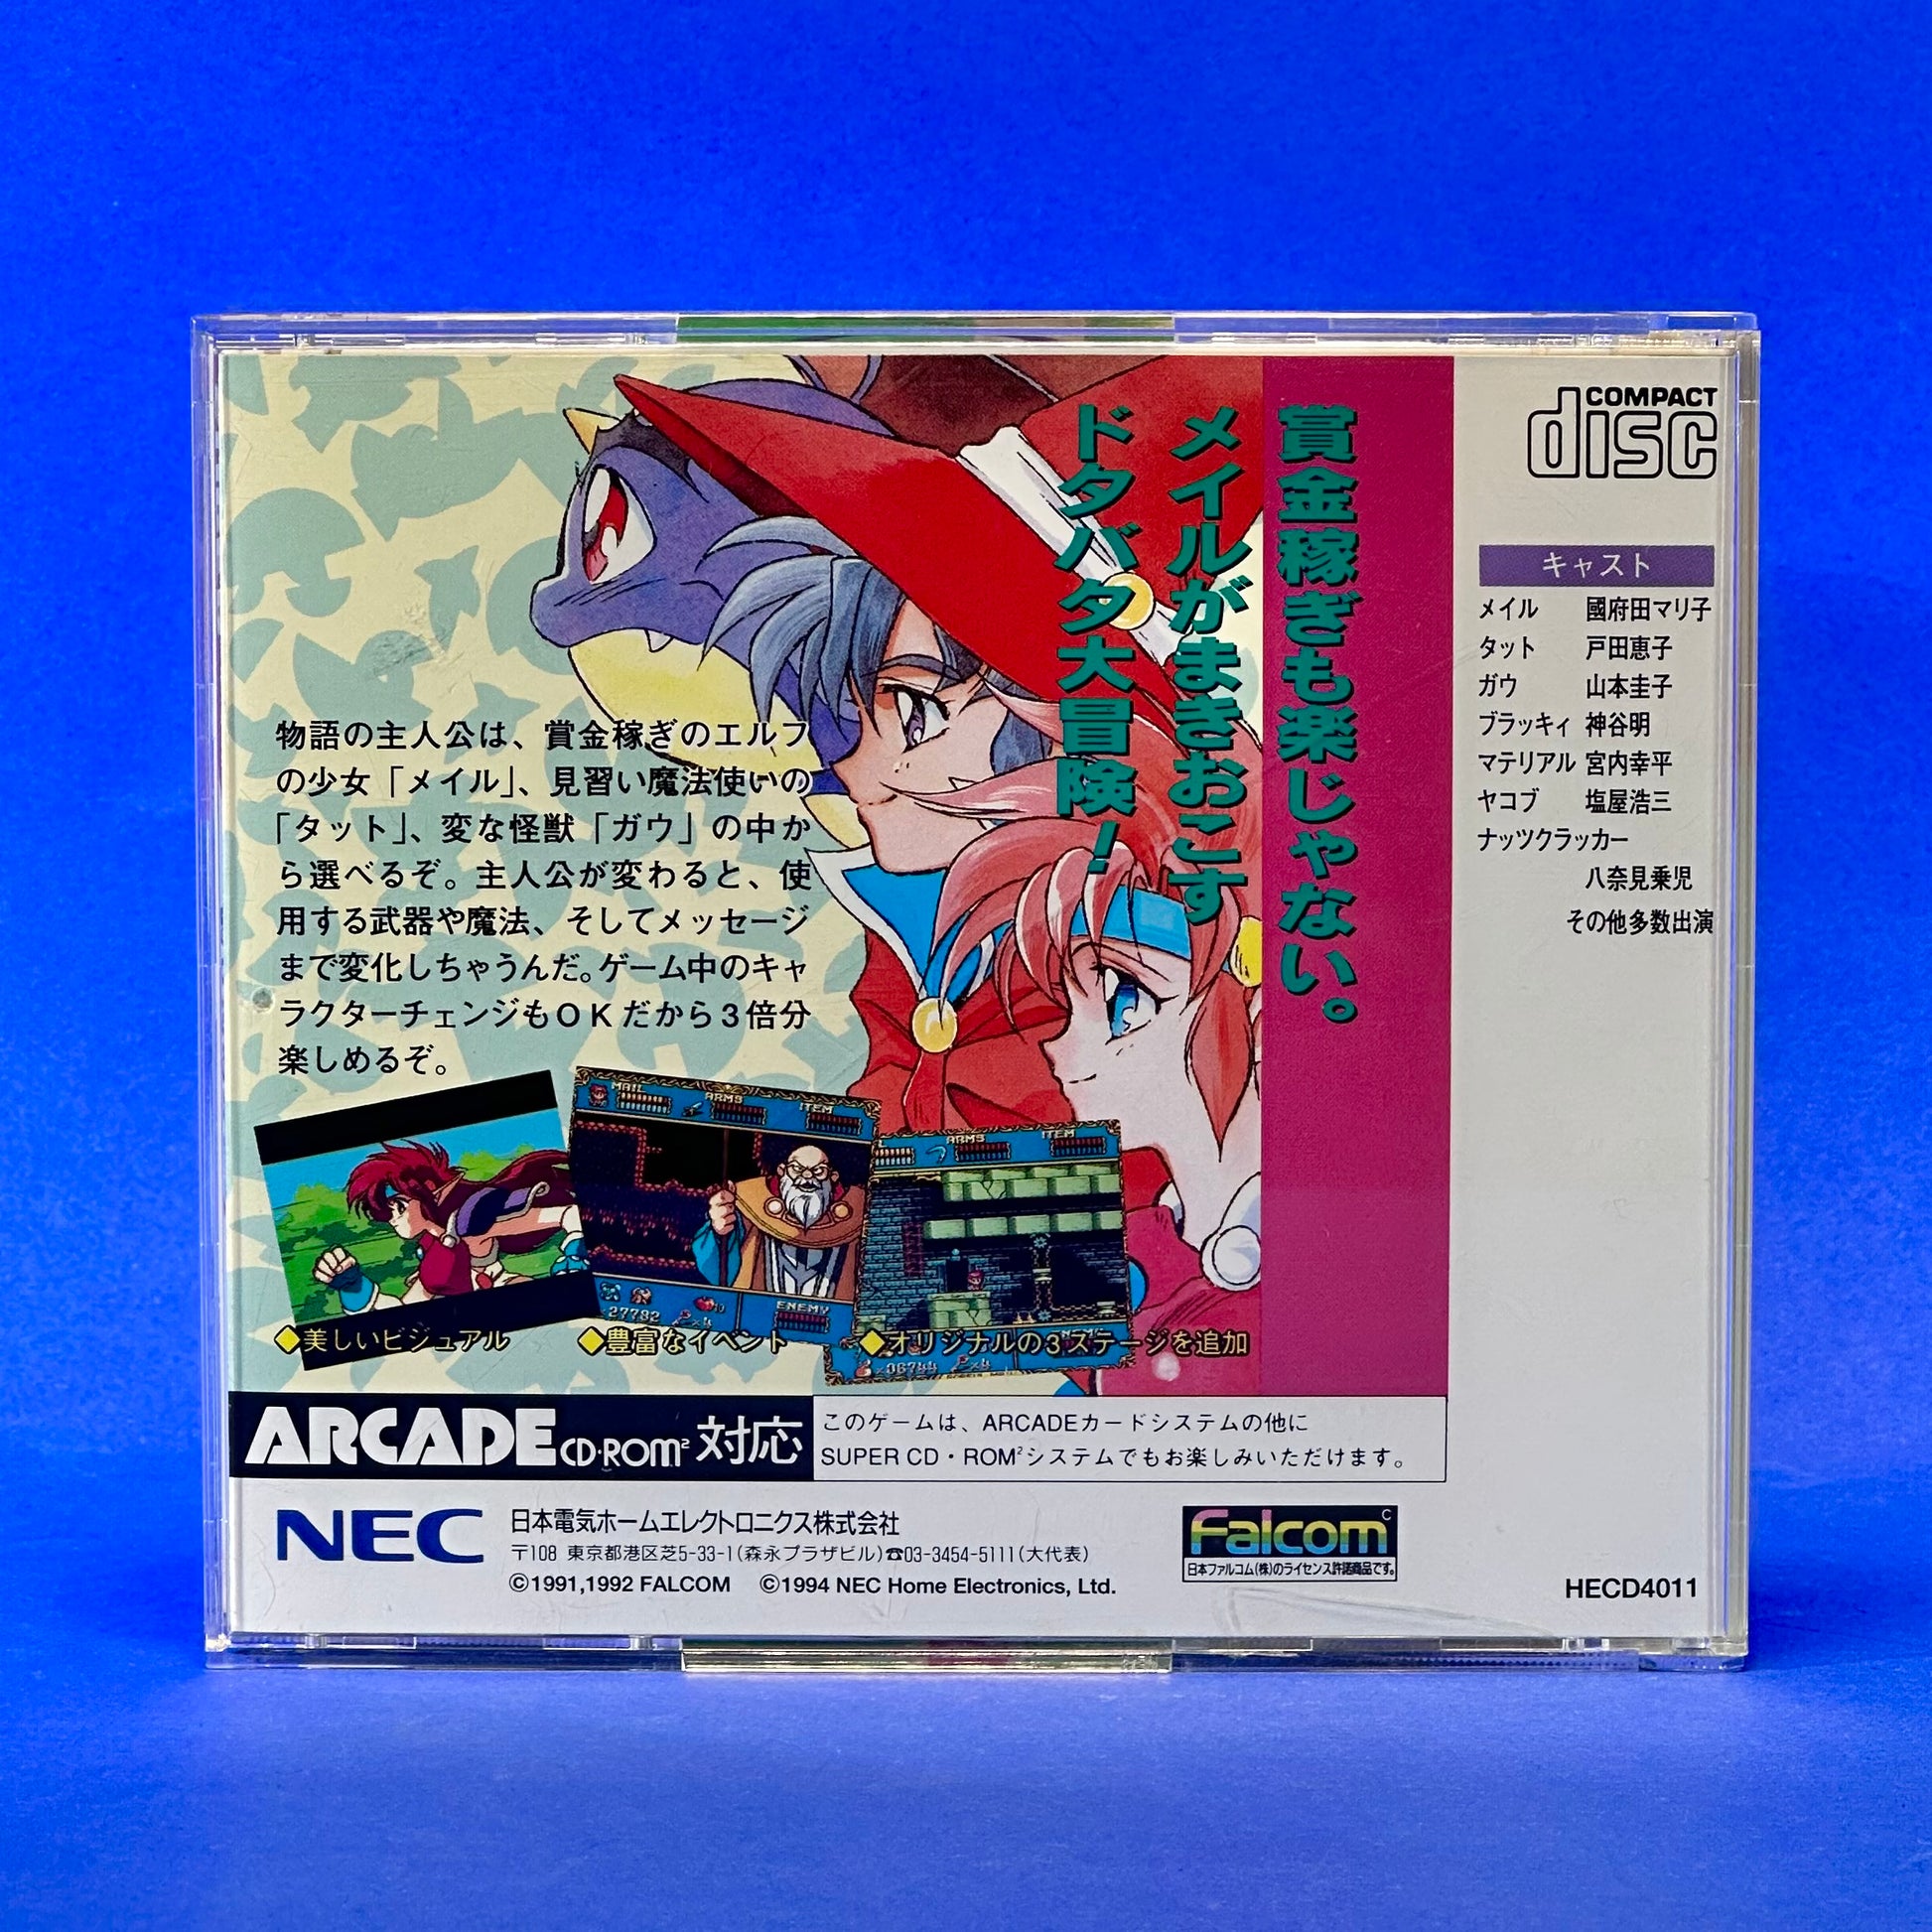 賞金稼ぎも楽じゃない。
メイルがまきおこす
ドタバタ大冒険!
物語の主人公は、賞金稼ぎのエルフ
の少女「メイル」、見習い魔法使いの
「タット」、変な怪獣「ガウ」の中か
ら選べるぞ。主人公が変わると、使
用する武器や魔法、そしてメッセージ
まで変化しちゃうんだ。ゲーム中のキャ
ラクターチェンジもOKだから3倍分
楽しめるぞ。
MAIL ARMS ITEM
27732 ×4
ENEMY
ARMS ITEM
×06744 ×4
◆美しいビジュアル
◆豊富なイベント
◆オリジナルの3ステージを追加
COMPACT
disc
キャスト
メイル 國府田マリ子
タット 戸田恵子
ガウ 山本圭子
ブラッキィ 神谷明
マテリアル 宮内幸平
ヤコブ 塩屋浩三
ナッツクラッカー
八奈見乗児
その他多数出演
ARCADE CD・ROM² 対応
このゲームは、ARCADEカードシステムの他に
SUPER CD・ROM²システムでもお楽しみいただけます。
NEC
日本電気ホームエレクトロニクス株式会社
〒108 東京都港区芝5-33-1(森永プラザビル)☎03-3454-5111(大代表)
©1991,1992 FALCOM ©1994 NEC Home Electronics, Ltd.
Falcom C
日本ファルコム(株)のライセンス許諾商品です。
HECD4011